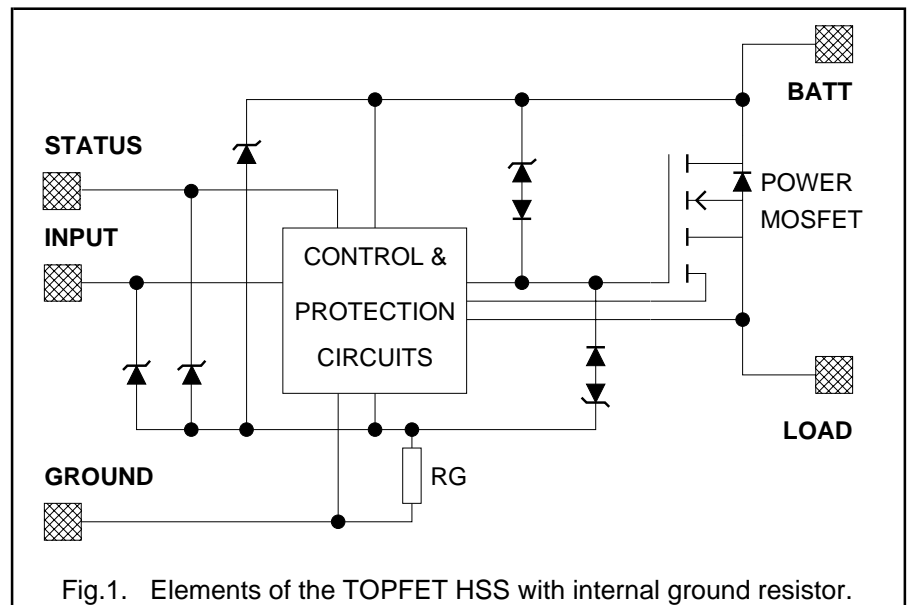 BATT
STATUS
POWER
MOSFET
INPUT
CONTROL &
PROTECTION
CIRCUITS
LOAD
GROUND
RG
Fig.1. Elements of the TOPFET HSS with internal ground resistor.